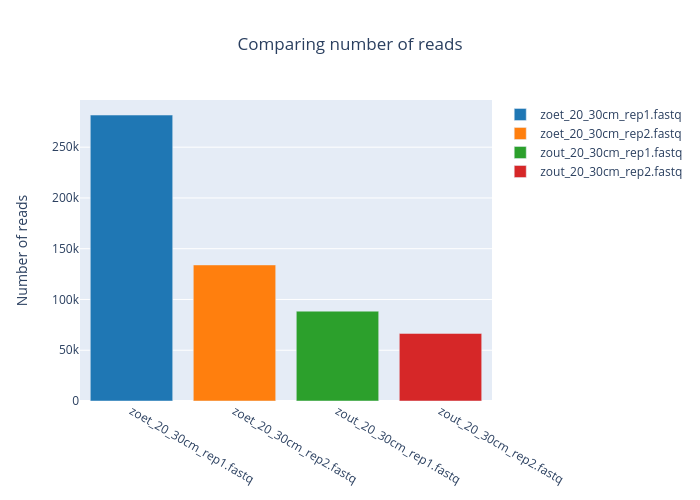 Comparing number of reads
Number of reads
250k
200k
150k
100k
50k
0
zoet_20_30cm_rep1.fastq
zoet_20_30cm_rep2.fastq
zout_20_30cm_rep1.fastq
zout_20_30cm_rep2.fastq
zoet_20_30cm_rep1.fastq
zoet_20_30cm_rep2.fastq
zout_20_30cm_rep1.fastq
zout_20_30cm_rep2.fastq